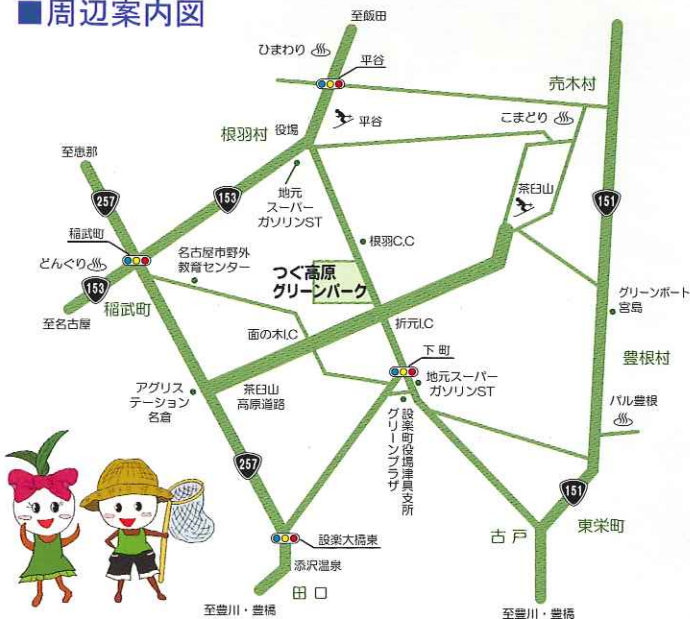 ■周辺案内図
至飯田
ひまわり
平谷
売木村
根羽村
役場
平谷
こまどり
至恵那
257
153
地元
スーパー
ガソリンST
茶臼山
151
稲武町
どんぐり
名古屋市野外
教育センター
根羽C.C
つぐ高原
グリーンパーク
153
稲武町
至名古屋
面の木I.C
折元I.C
グリーンポート
宮島
下町
豊根村
アグリス
テーション
名倉
茶臼山
高原道路
地元スーパー
ガソリンST
パル豊根
設楽町役場津具支所
グリーンプラザ
257
151
古戸
東栄町
設楽大橋東
添沢温泉
田口
至豊川・豊橋
至豊川・豊橋